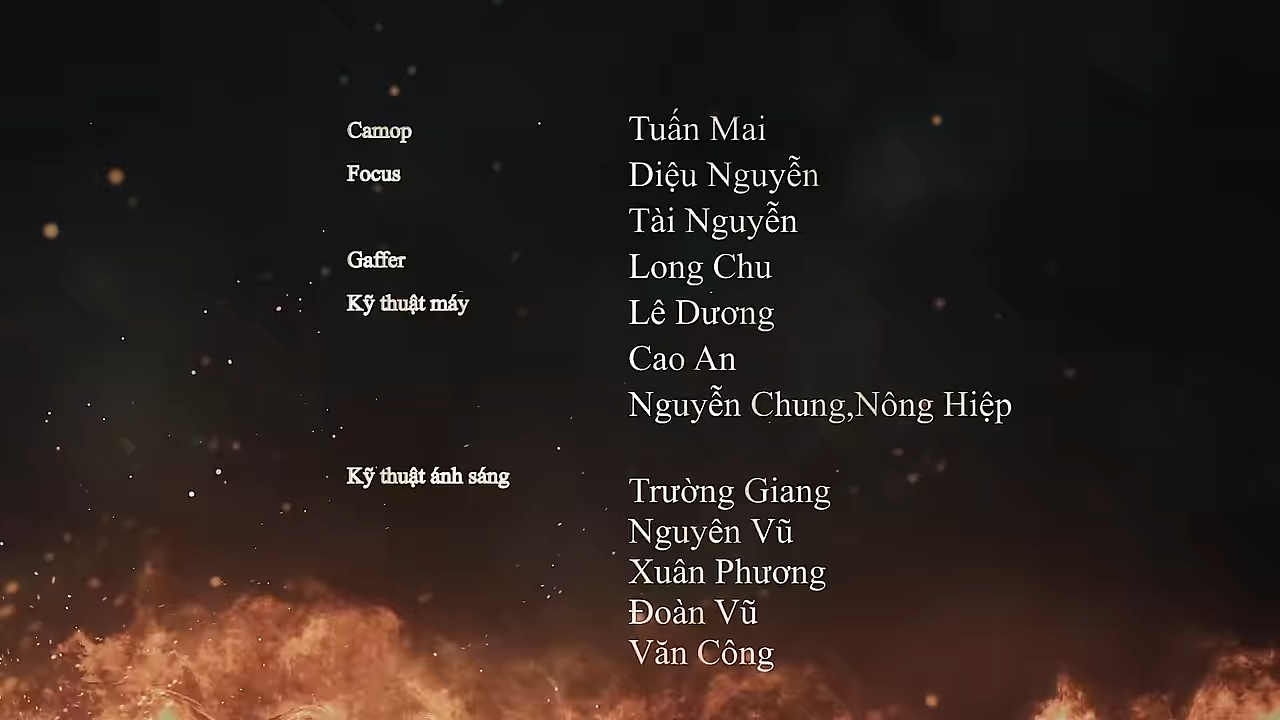 Camop Tuấn Mai
Focus Diệu Nguyễn
Tài Nguyễn
Gaffer Long Chu
Kỹ thuật máy Lê Dương
Cao An
Nguyễn Chung,Nông Hiệp
Kỹ thuật ánh sáng Trường Giang
Nguyên Vũ
Xuân Phương
Đoàn Vũ
Văn Công